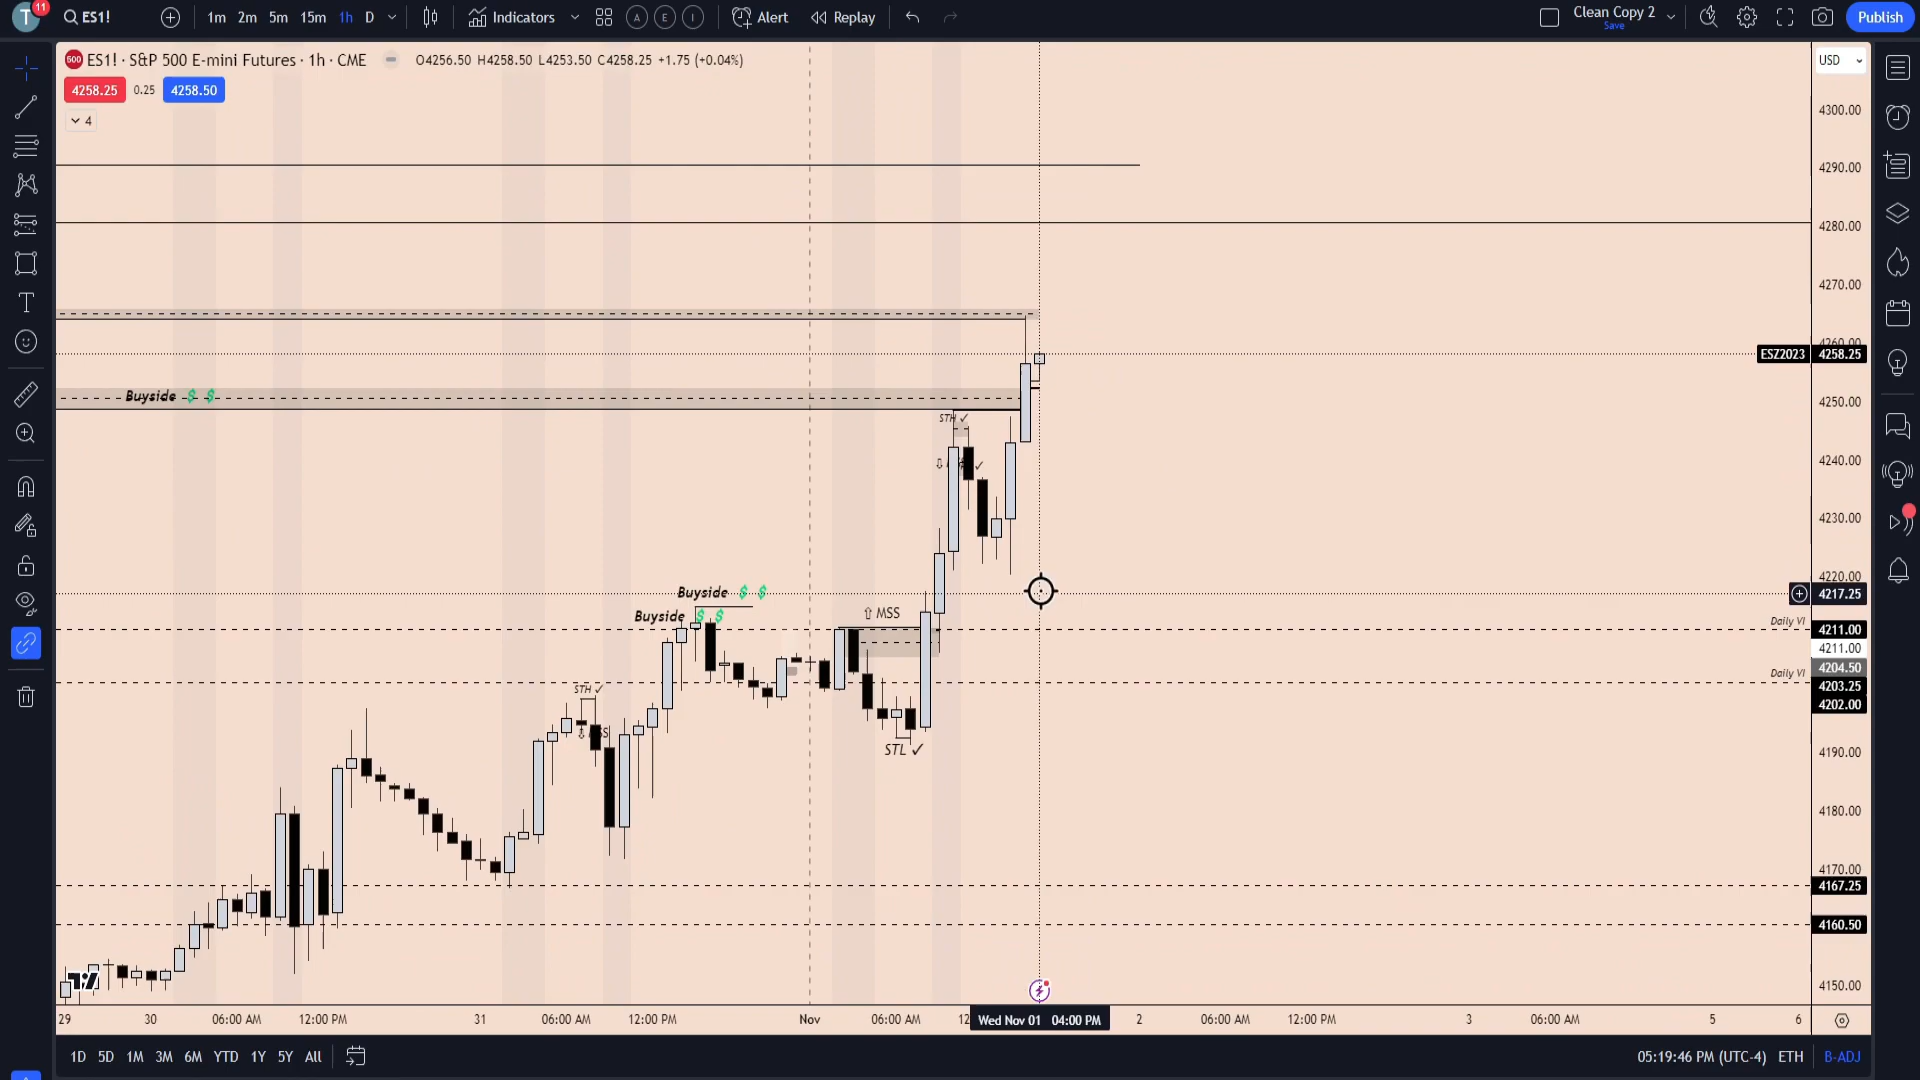 T 11 ES1! 1m 2m 5m 15m 1h D Indicators A E I Alert Replay Clean Copy 2 Save Publish
500 ES1! · S&P 500 E-mini Futures · 1h · CME O4256.50 H4258.50 L4253.50 C4258.25 +1.75 (+0.04%) USD
4258.25 0.25 4258.50
4
4300.00
4290.00
4280.00
4270.00
4260.00
ESZ2023 4258.25
Buyside $ $
4250.00
STH ✓
4240.00
4230.00
4220.00
Buyside $ $
4217.25
Buyside $ $
⇧ MSS
Daily VI
4211.00
4211.00
4204.50
Daily VI
4203.25
4202.00
STH ✓
STL ✓
4190.00
4180.00
4170.00
4167.25
4160.50
4150.00
29 30 06:00 AM 12:00 PM 31 06:00 AM 12:00 PM Nov 06:00 AM 12 Wed Nov 01 04:00 PM 2 06:00 AM 12:00 PM 3 06:00 AM 5 6
1D 5D 1M 3M 6M YTD 1Y 5Y All 05:19:46 PM (UTC-4) ETH B-ADJ